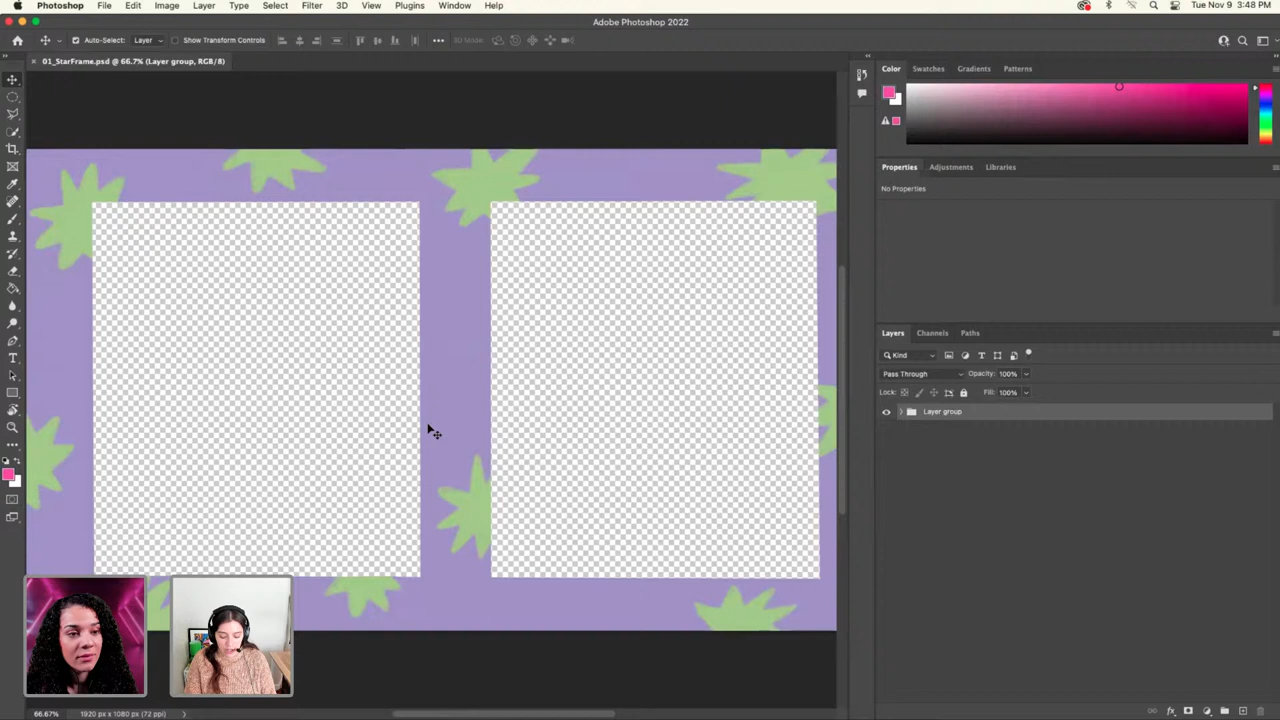 Photoshop File Edit Image Layer Type Select Filter 3D View Plugins Window Help Tue Nov 9 3:48 PM
Adobe Photoshop 2022
Auto-Select: Layer Show Transform Controls 3D Mode:
01_StarFrame.psd @ 66.7% (Layer group, RGB/8)
Color Swatches Gradients Patterns
Properties Adjustments Libraries
No Properties
Layers Channels Paths
Kind
Pass Through Opacity: 100%
Lock: Fill: 100%
Layer group
66.67% 1920 px x 1080 px (72 ppi)